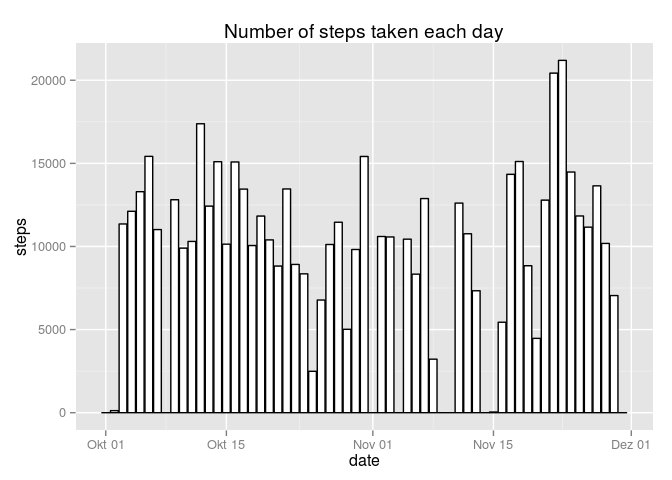 Number of steps taken each day
steps
20000
15000
10000
5000
0
Okt 01
Okt 15
Nov 01
Nov 15
Dez 01
date